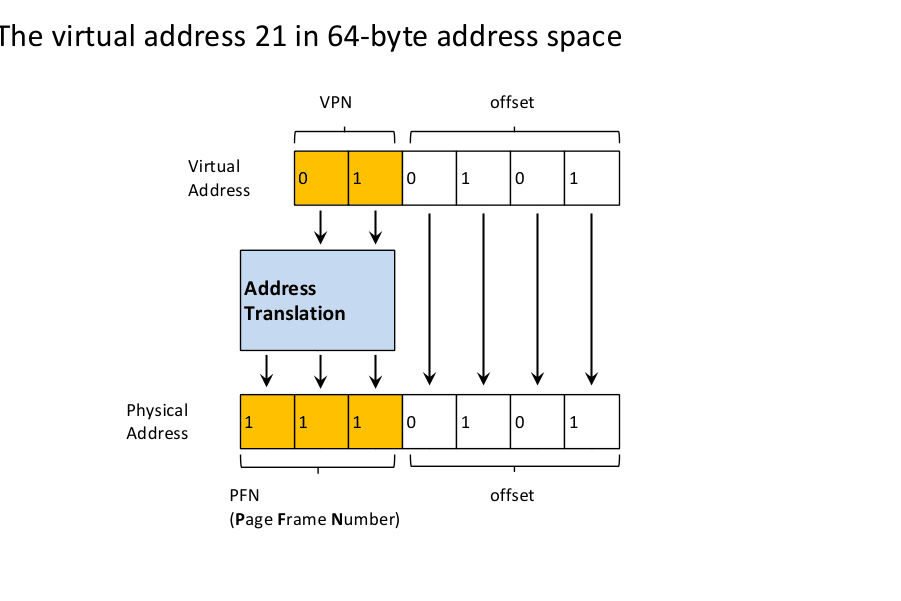 The virtual address 21 in 64-byte address space
VPN
offset
Virtual
Address
0 1 0 1 0 1
Address
Translation
Physical
Address
1 1 1 0 1 0 1
PFN
(Page Frame Number)
offset